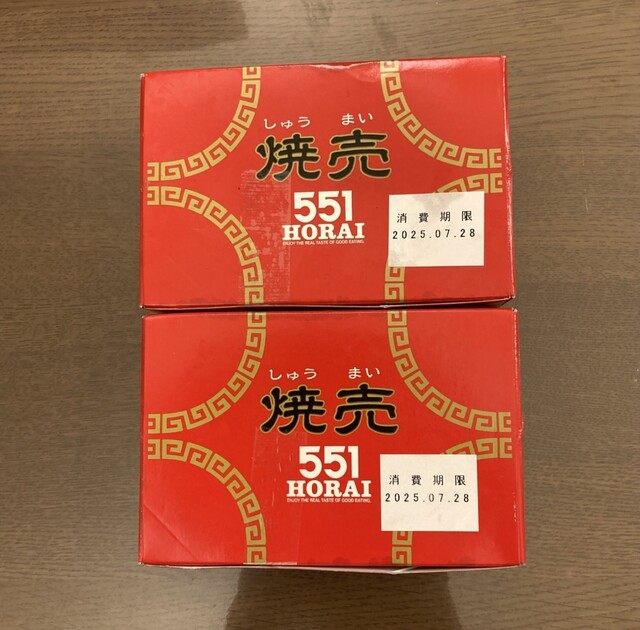 しゅう まい
焼売
551
HORAI
ENJOY THE REAL TASTE OF GOOD EATING.
消費期限
2025.07.28
しゅう まい
焼売
551
HORAI
ENJOY THE REAL TASTE OF GOOD EATING.
消費期限
2025.07.28